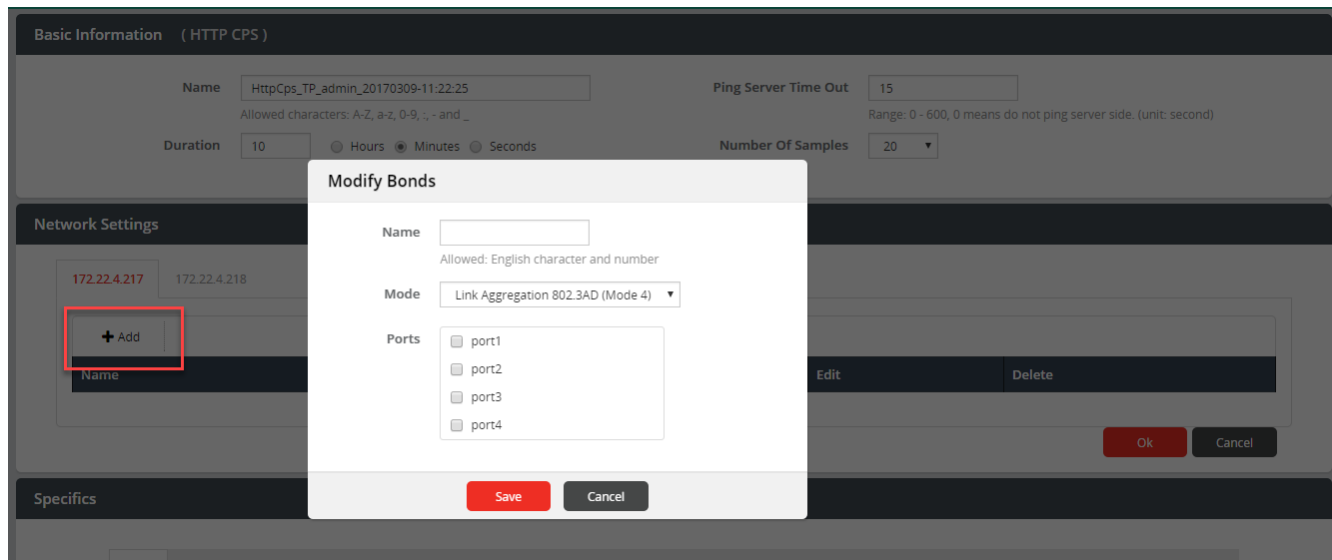 Basic Information ( HTTP CPS )
Name HttpCps_TP_admin_20170309-11:22:25 Ping Server Time Out 15
Allowed characters: A-Z, a-z, 0-9, :, - and _ Range: 0 - 600, 0 means do not ping server side. (unit: second)
Duration 10 Hours Minutes Seconds Number Of Samples 20
Modify Bonds
Network Settings
Name
Allowed: English character and number
172.22.4.217 172.22.4.218
Mode Link Aggregation 802.3AD (Mode 4)
+ Add
Ports port1
port2
Name Edit Delete
port3
port4
Ok Cancel
Save Cancel
Specifics